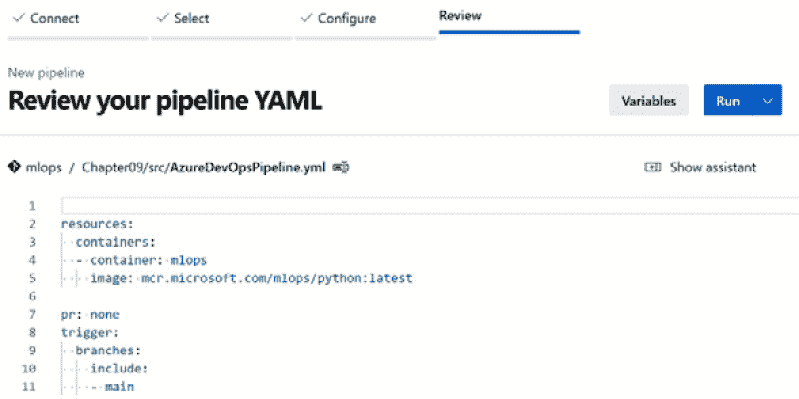 Connect Select Configure Review
New pipeline
Review your pipeline YAML
Variables Run
mlops / Chapter09/src/AzureDevOpsPipeline.yml
Show assistant
1
2 resources:
3 containers:
4 - container: mlops
5 image: mcr.microsoft.com/mlops/python:latest
6
7 pr: none
8 trigger:
9 branches:
10 include:
11 - main